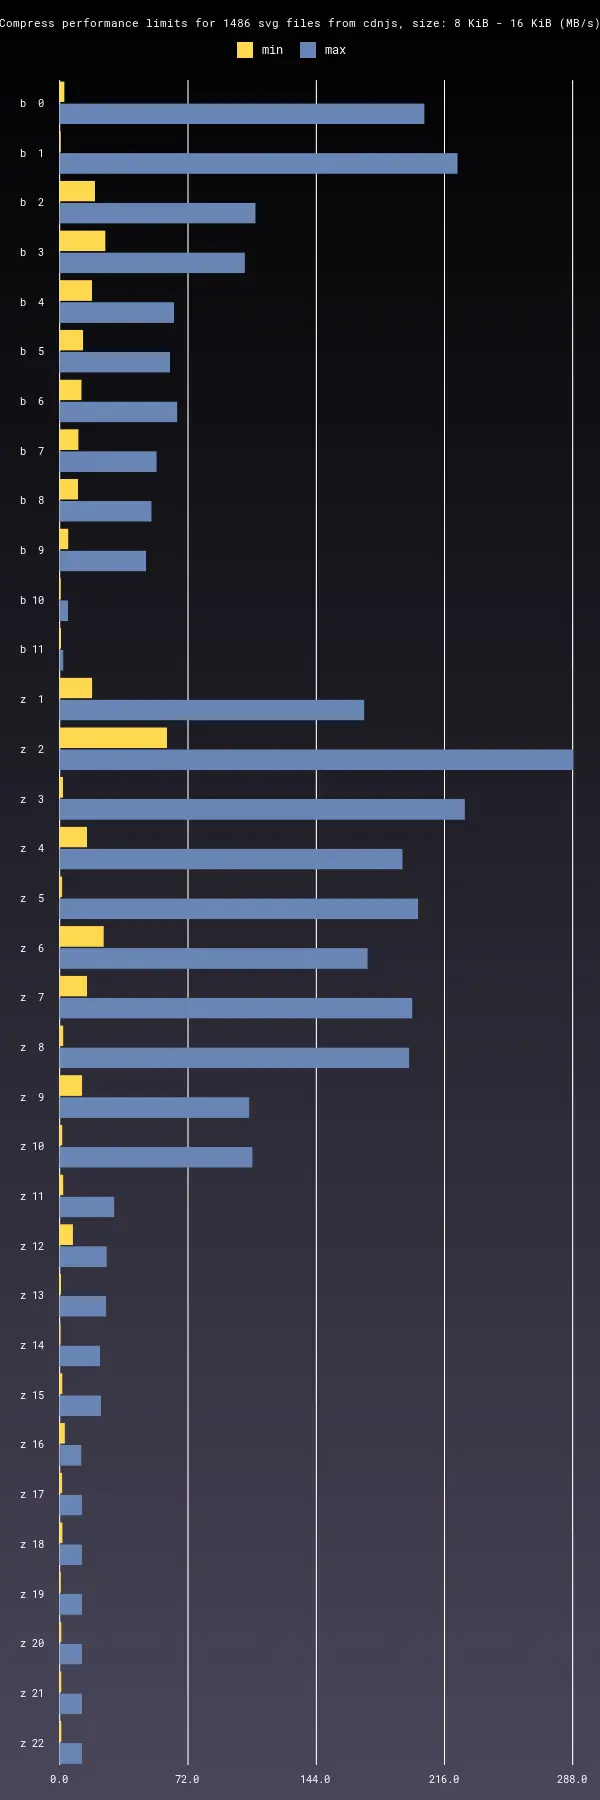 Compress performance limits for 1486 svg files from cdnjs, size: 8 KiB - 16 KiB (MB/s)
min max
b 0
b 1
b 2
b 3
b 4
b 5
b 6
b 7
b 8
b 9
b 10
b 11
z 1
z 2
z 3
z 4
z 5
z 6
z 7
z 8
z 9
z 10
z 11
z 12
z 13
z 14
z 15
z 16
z 17
z 18
z 19
z 20
z 21
z 22
0.0 72.0 144.0 216.0 288.0